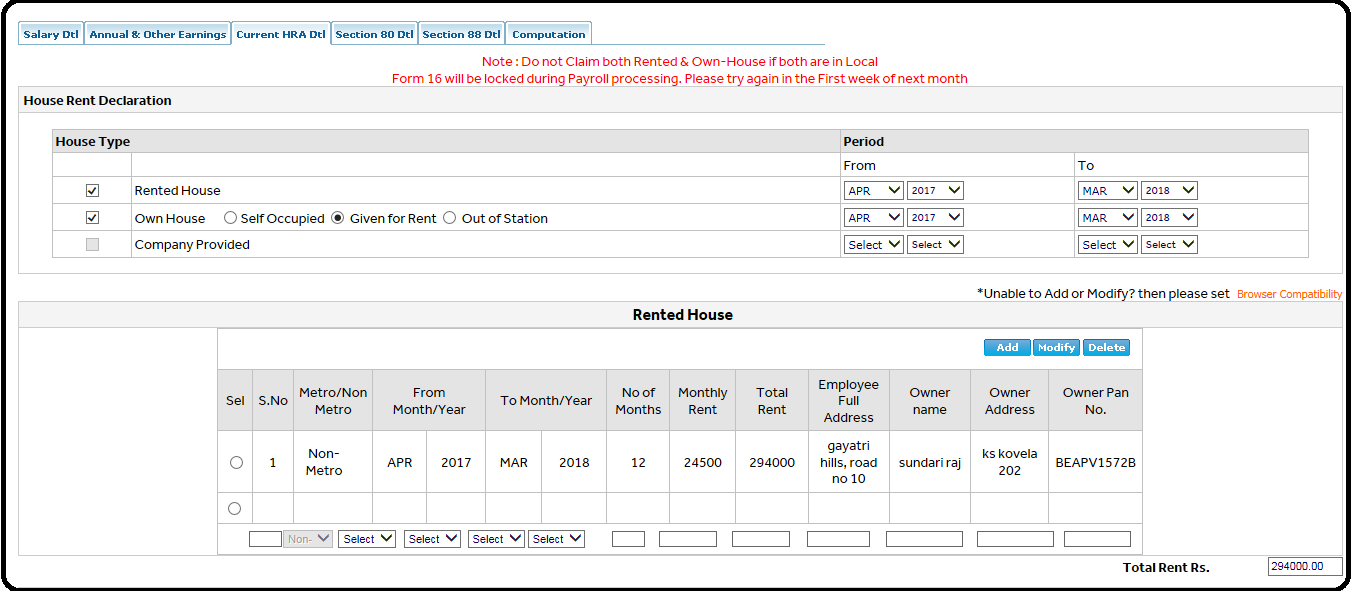 Salary Dtl Annual & Other Earnings Current HRA Dtl Section 80 Dtl Section 88 Dtl Computation
Note : Do not Claim both Rented & Own-House if both are in Local
Form 16 will be locked during Payroll processing. Please try again in the First week of next month
House Rent Declaration
House Type Period
From To
Rented House APR 2017 MAR 2018
Own House Self Occupied Given for Rent Out of Station APR 2017 MAR 2018
Company Provided Select Select Select Select
*Unable to Add or Modify? then please set Browser Compatibility
Rented House
Add Modify Delete
Sel S.No Metro/Non Metro From Month/Year To Month/Year No of Months Monthly Rent Total Rent Employee Full Address Owner name Owner Address Owner Pan No.
1 Non-Metro APR 2017 MAR 2018 12 24500 294000 gayatri hills, road no 10 sundari raj ks kovela 202 BEAPV1572B
Non- Select Select Select Select
Total Rent Rs. 294000.00